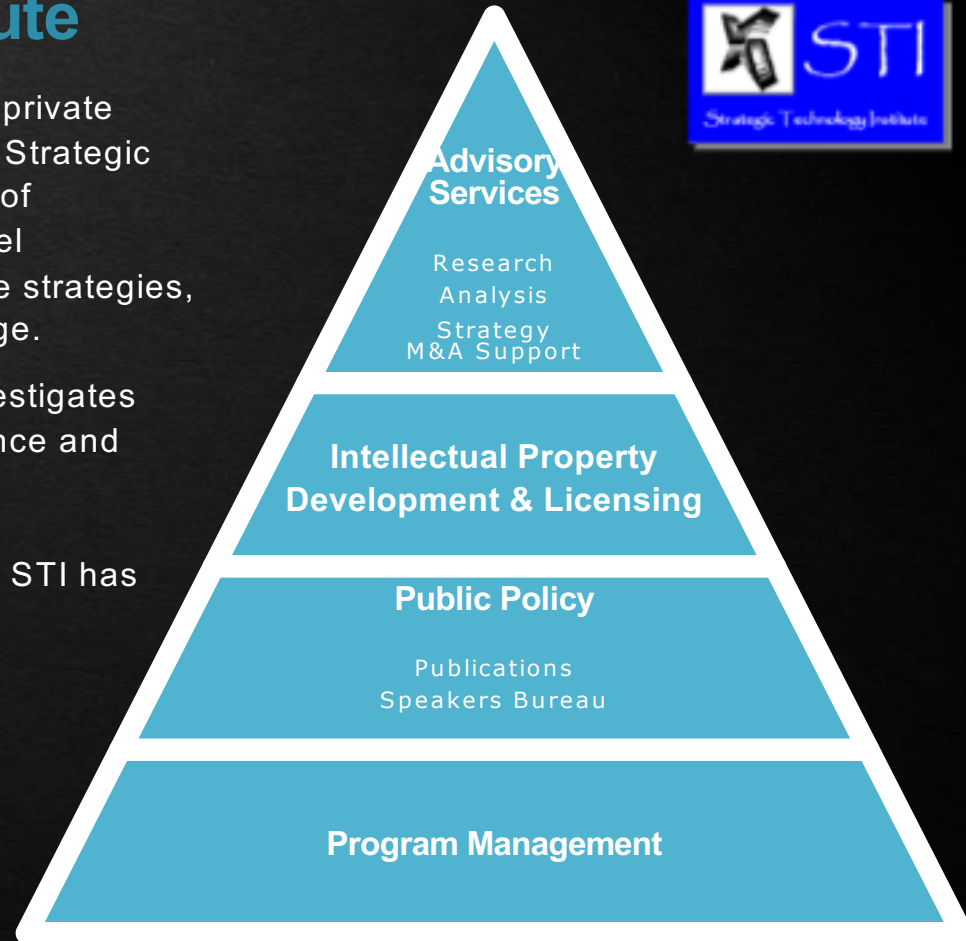 ute
private
Strategic
of
el
e strategies,
ge.
estigates
nce and
STI has
STI
Strategic Technology Institute
Advisory
Services
Research
Analysis
Strategy
M&A Support
Intellectual Property
Development & Licensing
Public Policy
Publications
Speakers Bureau
Program Management